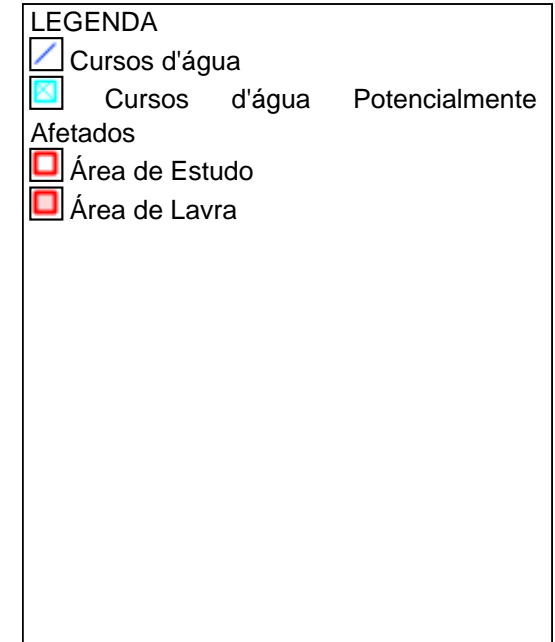 LEGENDA
Cursos d'água
Cursos d'água Potencialmente
Afetados
Área de Estudo
Área de Lavra